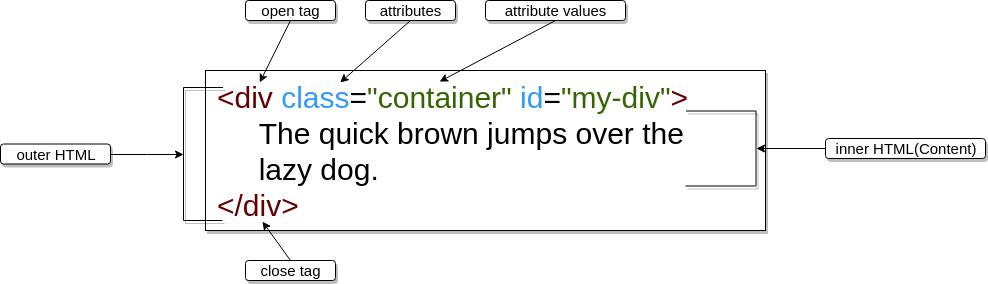 open tag
attributes
attribute values
<div class="container" id="my-div">
The quick brown jumps over the
lazy dog.
</div>
outer HTML
inner HTML(Content)
close tag